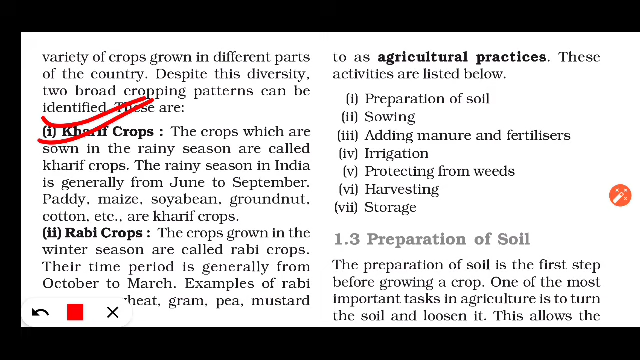 variety of crops grown in different parts
of the country. Despite this diversity,
two broad cropping patterns can be
identified. These are:
(i) Kharif Crops : The crops which are
sown in the rainy season are called
kharif crops. The rainy season in India
is generally from June to September.
Paddy, maize, soyabean, groundnut,
cotton, etc., are kharif crops.
(ii) Rabi Crops : The crops grown in the
winter season are called rabi crops.
Their time period is generally from
October to March. Examples of rabi
gram, pea, mustard
to as agricultural practices. These
activities are listed below.
(i) Preparation of soil
(ii) Sowing
(iii) Adding manure and fertilisers
(iv) Irrigation
(v) Protecting from weeds
(vi) Harvesting
(vii) Storage
1.3 Preparation of Soil
The preparation of soil is the first step
before growing a crop. One of the most
important tasks in agriculture is to turn
the soil and loosen it. This allows the